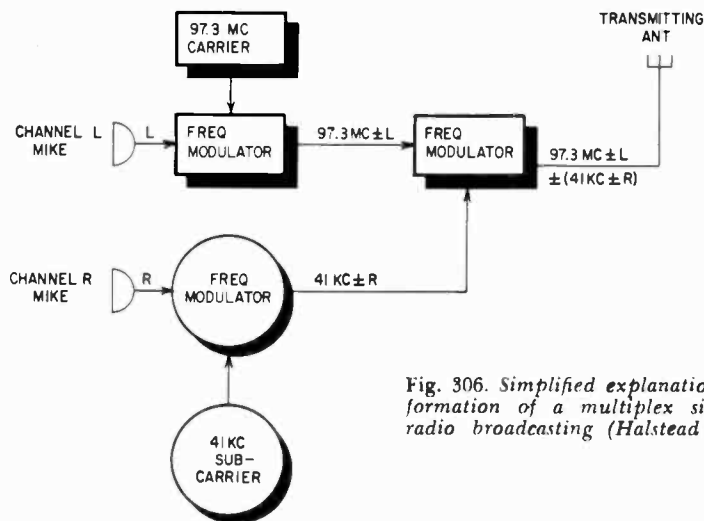 97.3 MC
CARRIER
TRANSMITTING
ANT
CHANNEL L
MIKE
L
FREQ
MODULATOR
97.3 MC ± L
FREQ
MODULATOR
97.3 MC ± L
± (41 KC ± R)
CHANNEL R
MIKE
R
FREQ
MODULATOR
41 KC ± R
41 KC
SUB-
CARRIER
Fig. 306. Simplified
formation of a multiplex
radio broadcasting (Halstead